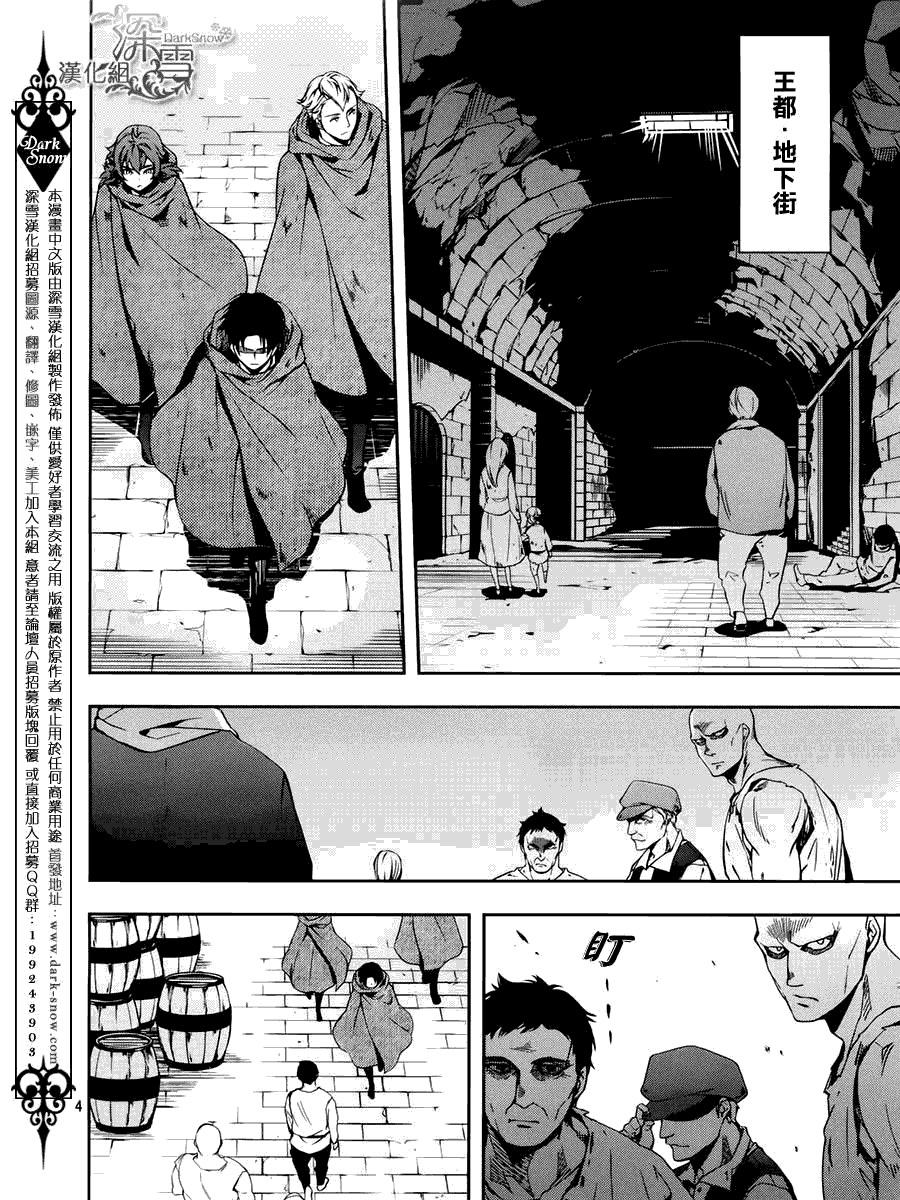 王都·地下街
盯
深雪
DarkSnow
漢化組
Dark
Snow
本漫畫中文版由深雪漢化組製作發佈 僅供愛好者學習交流之用 版權屬於原作者 禁止用於任何商業用途 首發地址:www.dark-snow.com
深雪漢化組招募圖源、翻譯、修圖、嵌字、美工加入本組 意者請至論壇人員招募版塊回覆 或直接加入招募QQ群:199243903
4